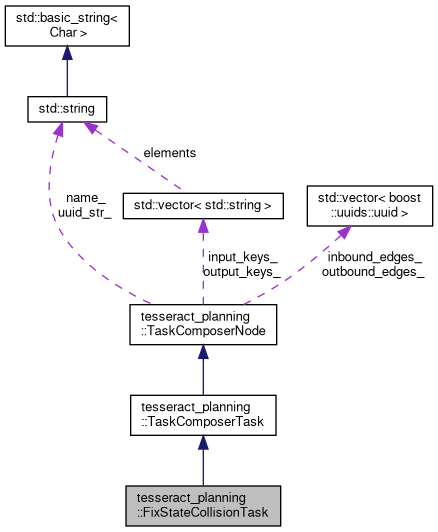 std::basic_string<
Char >
std::string
elements
std::vector< std::string >
std::vector< boost
::uuids::uuid >
name_
uuid_str_
input_keys_
output_keys_
inbound_edges_
outbound_edges_
tesseract_planning
::TaskComposerNode
tesseract_planning
::TaskComposerTask
tesseract_planning
::FixStateCollisionTask